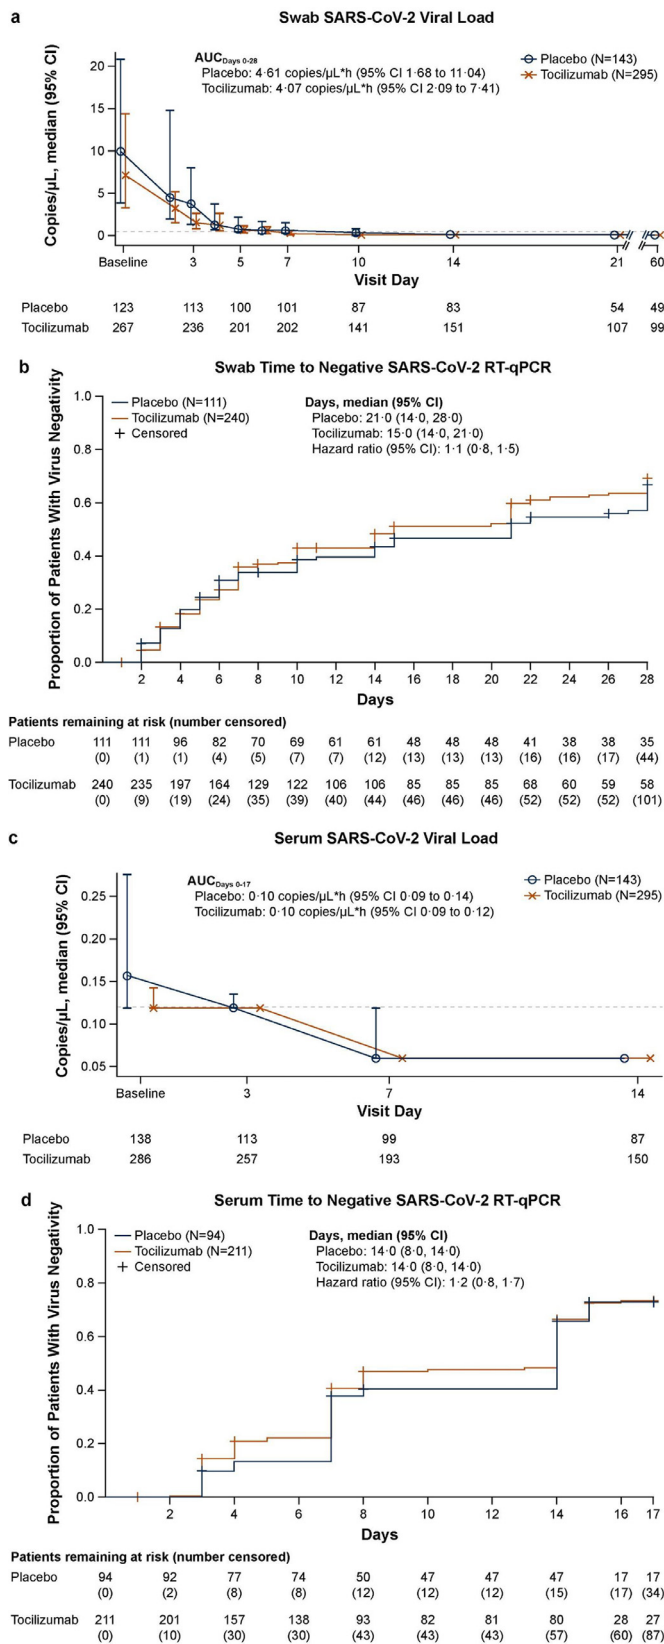 a
Swab SARS-CoV-2 Viral Load
Copies/µL, median (95% CI)
20
15
10
5
0
AUC Days 0-28
Placebo: 4·61 copies/µL*h (95% CI 1·68 to 11·04)
Tocilizumab: 4·07 copies/µL*h (95% CI 2·09 to 7·41)
Placebo (N=143)
Tocilizumab (N=295)
Baseline 3 5 7 10 14 21 60
Visit Day
Placebo 123 113 100 101 87 83 54 49
Tocilizumab 267 236 201 202 141 151 107 99
b
Swab Time to Negative SARS-CoV-2 RT-qPCR
Proportion of Patients With Virus Negativity
1.0
0.8
0.6
0.4
0.2
0.0
Placebo (N=111)
Tocilizumab (N=240)
Censored
Days, median (95% CI)
Placebo: 21·0 (14·0, 28·0)
Tocilizumab: 15·0 (14·0, 21·0)
Hazard ratio (95% CI): 1·1 (0·8, 1·5)
2 4 6 8 10 12 14 16 18 20 22 24 26 28
Days
Patients remaining at risk (number censored)
Placebo 111 111 96 82 70 69 61 61 48 48 48 41 38 38 35
(0) (1) (1) (4) (5) (7) (7) (12) (13) (13) (13) (16) (16) (17) (44)
Tocilizumab 240 235 197 164 129 122 106 106 85 85 85 68 60 59 58
(0) (9) (19) (24) (35) (39) (40) (44) (46) (46) (46) (52) (52) (52) (101)
c
Serum SARS-CoV-2 Viral Load
Copies/µL, median (95% CI)
0.25
0.20
0.15
0.10
0.05
AUC Days 0-17
Placebo: 0·10 copies/µL*h (95% CI 0·09 to 0·14)
Tocilizumab: 0·10 copies/µL*h (95% CI 0·09 to 0·12)
Placebo (N=143)
Tocilizumab (N=295)
Baseline 3 7 14
Visit Day
Placebo 138 113 99 87
Tocilizumab 286 257 193 150
d
Serum Time to Negative SARS-CoV-2 RT-qPCR
Proportion of Patients With Virus Negativity
1.0
0.8
0.6
0.4
0.2
0.0
Placebo (N=94)
Tocilizumab (N=211)
Censored
Days, median (95% CI)
Placebo: 14·0 (8·0, 14·0)
Tocilizumab: 14·0 (8·0, 14·0)
Hazard ratio (95% CI): 1·2 (0·8, 1·7)
2 4 6 8 10 12 14 16 17
Days
Patients remaining at risk (number censored)
Placebo 94 92 77 74 50 47 47 47 17 17
(0) (2) (8) (8) (12) (12) (12) (15) (17) (34)
Tocilizumab 211 201 157 138 93 82 81 80 28 27
(0) (10) (30) (30) (43) (43) (43) (57) (60) (87)